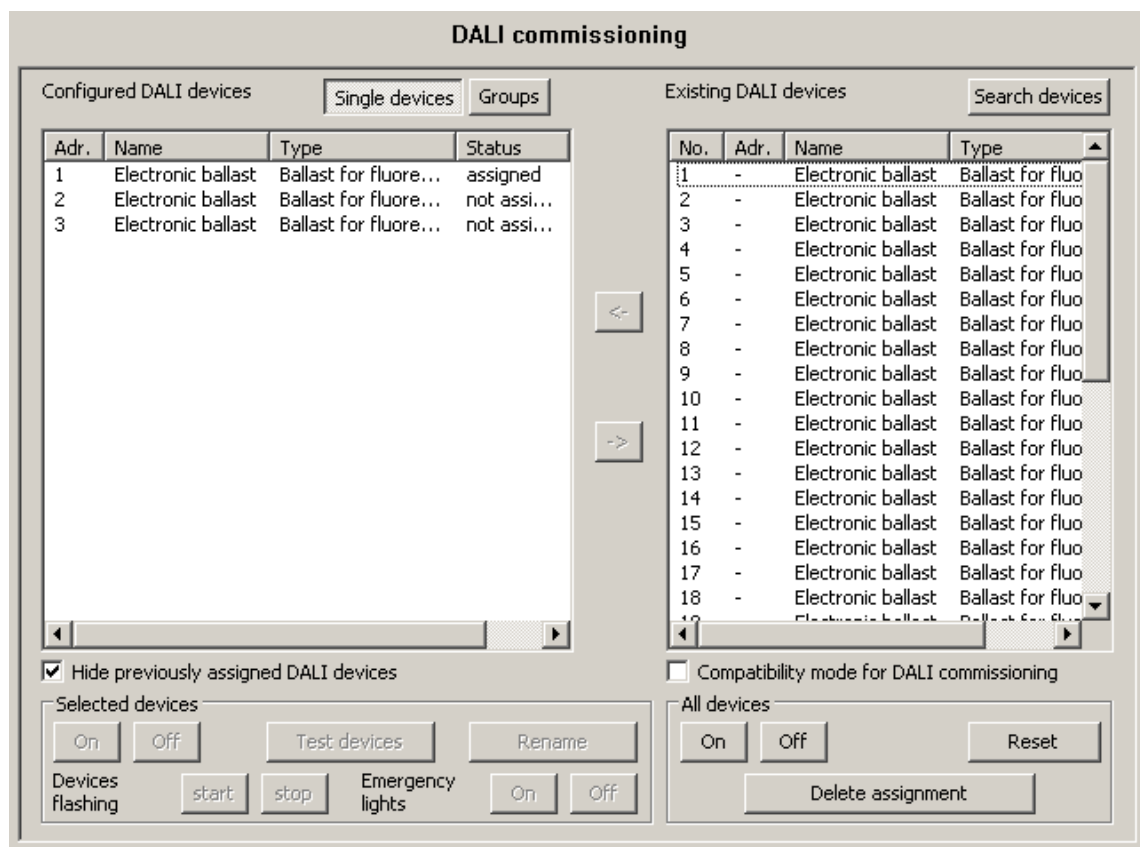 DALI commissioning
Configured DALI devices Single devices Groups Existing DALI devices Search devices
Adr. Name Type Status
1 Electronic ballast Ballast for fluore... assigned
2 Electronic ballast Ballast for fluore... not assi...
3 Electronic ballast Ballast for fluore... not assi...
No. Adr. Name Type
1 - Electronic ballast Ballast for fluo
2 - Electronic ballast Ballast for fluo
3 - Electronic ballast Ballast for fluo
4 - Electronic ballast Ballast for fluo
5 - Electronic ballast Ballast for fluo
6 - Electronic ballast Ballast for fluo
7 - Electronic ballast Ballast for fluo
8 - Electronic ballast Ballast for fluo
9 - Electronic ballast Ballast for fluo
10 - Electronic ballast Ballast for fluo
11 - Electronic ballast Ballast for fluo
12 - Electronic ballast Ballast for fluo
13 - Electronic ballast Ballast for fluo
14 - Electronic ballast Ballast for fluo
15 - Electronic ballast Ballast for fluo
16 - Electronic ballast Ballast for fluo
17 - Electronic ballast Ballast for fluo
18 - Electronic ballast Ballast for fluo
<-
->
Hide previously assigned DALI devices
Compatibility mode for DALI commissioning
Selected devices
On Off Test devices Rename
Devices flashing start stop Emergency lights On Off
All devices
On Off Reset
Delete assignment